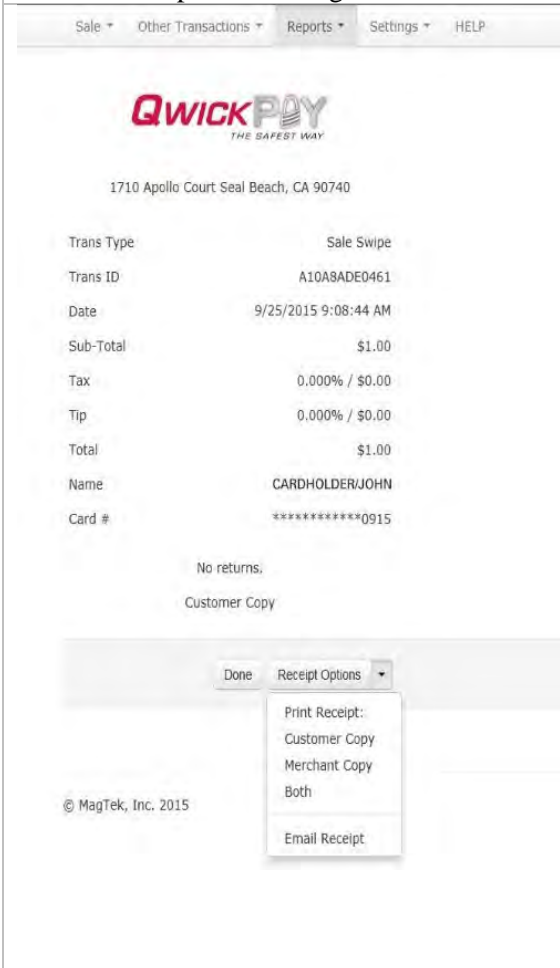 Sale Other Transactions Reports Settings HELP
QWICKPAY
THE SAFEST WAY
1710 Apollo Court Seal Beach, CA 90740
Trans Type Sale Swipe
Trans ID A10A8ADE0461
Date 9/25/2015 9:08:44 AM
Sub-Total $1.00
Tax 0.000% / $0.00
Tip 0.000% / $0.00
Total $1.00
Name CARDHOLDER/JOHN
Card # ************0915
No returns.
Customer Copy
Done Receipt Options
Print Receipt:
Customer Copy
Merchant Copy
Both
© MagTek, Inc. 2015
Email Receipt